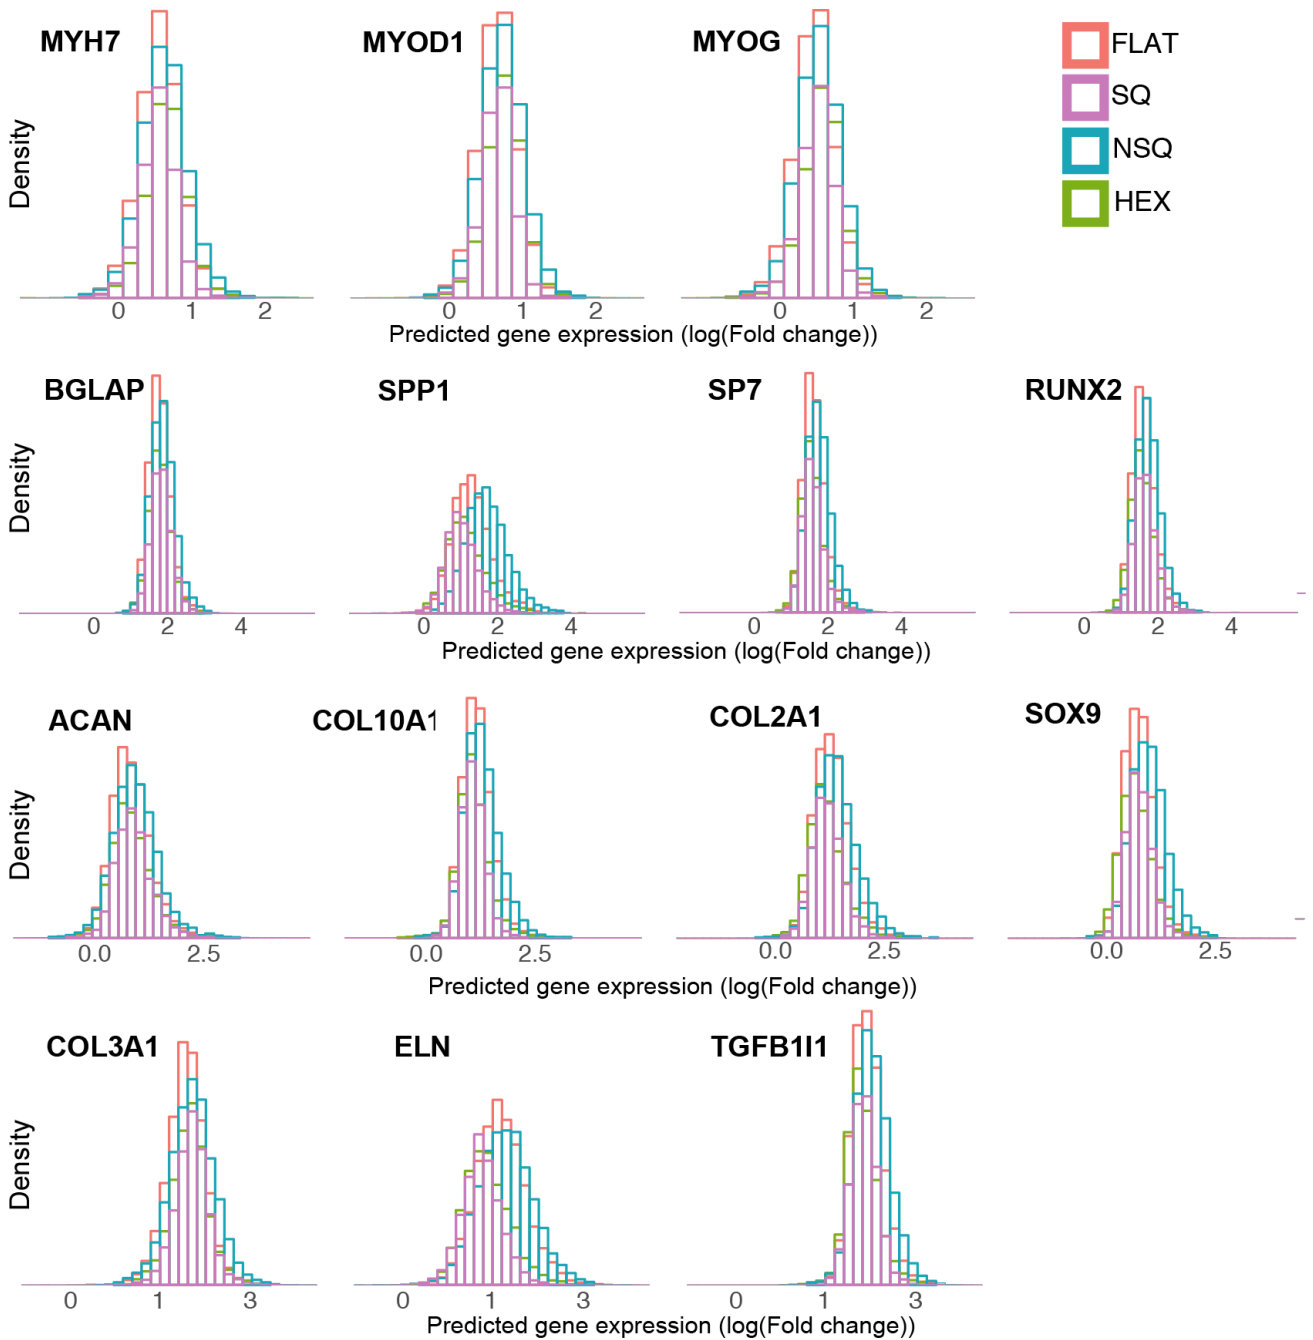 MYH7 MYOD1 MYOG FLAT
SQ
NSQ
HEX
Density
0 1 2 0 1 2 0 1 2
Predicted gene expression (log(Fold change))
BGLAP SPP1 SP7 RUNX2
Density
0 2 4 0 2 4 0 2 4 0 2 4
Predicted gene expression (log(Fold change))
ACAN COL10A1 COL2A1 SOX9
Density
0.0 2.5 0.0 2.5 0.0 2.5 0.0 2.5
Predicted gene expression (log(Fold change))
COL3A1 ELN TGFB1I1
Density
0 1 3 0 1 3 0 1 3
Predicted gene expression (log(Fold change))